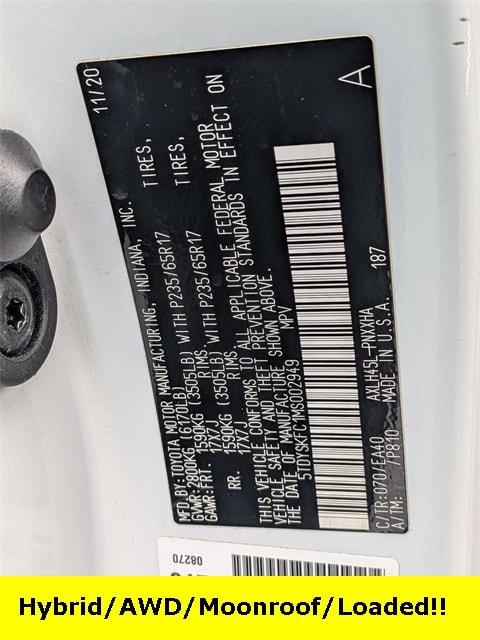 MFD.BY:TOYOTA MOTOR MANUFACTURING, INDIANA, INC. 11/20
GVWR:2800KG (6170LB)
GAWR:FRT. 1590KG (3505LB) WITH P235/65R17 TIRES,
17X7J RIMS
RR. 1590KG (3505LB) WITH P235/65R17 TIRES,
17X7J RIMS
THIS VEHICLE CONFORMS TO ALL APPLICABLE FEDERAL MOTOR
VEHICLE SAFETY AND THEFT PREVENTION STANDARDS IN EFFECT ON
THE DATE OF MANUFACTURE SHOWN ABOVE.
5TDYSKFC1MS002949 MPV
C/TR:070/EA40 AXLH45L-PNXXHA 187
A/TM: /P810 MADE IN U.S.A.
A
08270
Hybrid/AWD/Moonroof/Loaded!!